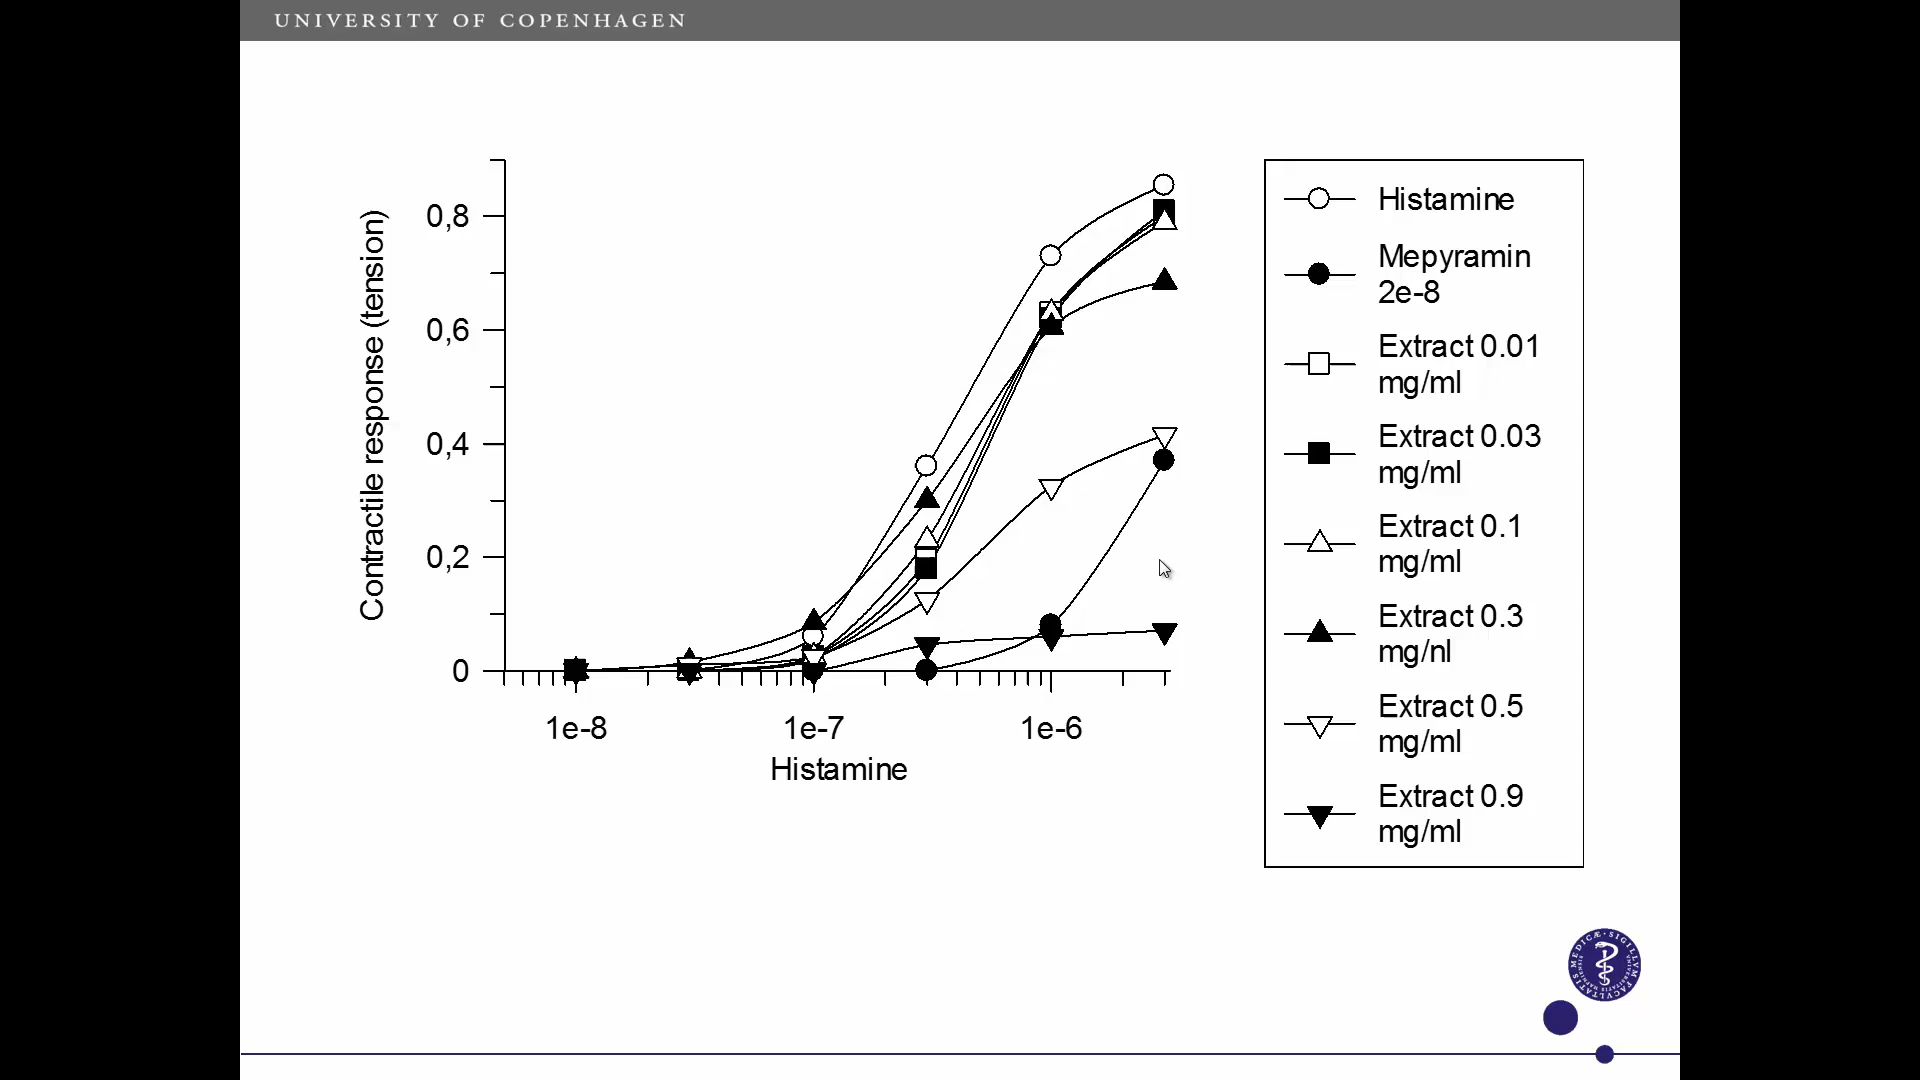 UNIVERSITY OF COPENHAGEN
Contractile response (tension)
0,8
0,6
0,4
0,2
0
1e-8
1e-7
1e-6
Histamine
Histamine
Mepyramin
2e-8
Extract 0.01
mg/ml
Extract 0.03
mg/ml
Extract 0.1
mg/ml
Extract 0.3
mg/nl
Extract 0.5
mg/ml
Extract 0.9
mg/ml